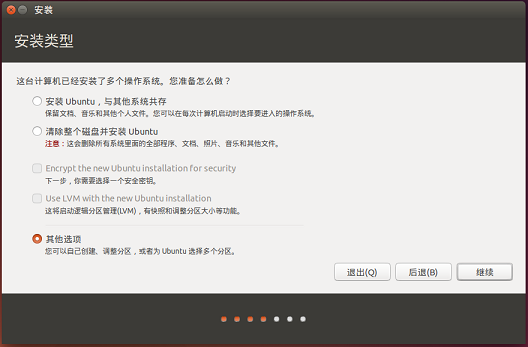 安装
安装类型
这台计算机已经安装了多个操作系统。您准备怎么做？
安装 Ubuntu，与其他系统共存
保留文档、音乐和其他个人文件。您可以在每次计算机启动时选择要进入的操作系统。
清除整个磁盘并安装 Ubuntu
注意：这会删除所有系统里面的全部程序、文档、照片、音乐和其他文件。
Encrypt the new Ubuntu installation for security
下一步，你需要选择一个安全密钥。
Use LVM with the new Ubuntu installation
这将启动逻辑分区管理(LVM)，有快照和调整分区大小等功能。
其他选项
您可以自己创建、调整分区，或者为 Ubuntu 选择多个分区。
退出(Q) 后退(B) 继续